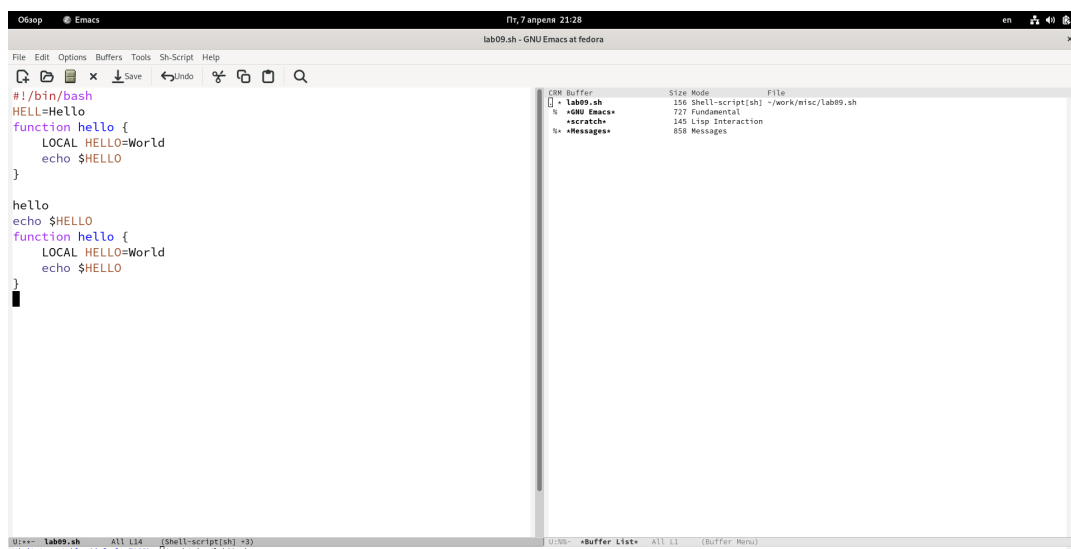 Обзор Emacs Пт, 7 апреля 21:28 en
lab09.sh - GNU Emacs at fedora
File Edit Options Buffers Tools Sh-Script Help
Save Undo
#!/bin/bash
HELL=Hello
function hello {
    LOCAL HELLO=World
    echo $HELLO
}
hello
echo $HELLO
function hello {
    LOCAL HELLO=World
    echo $HELLO
}
U:**- lab09.sh All L14 (Shell-script[sh] +3)
CRM Buffer Size Mode File
. * lab09.sh 156 Shell-script[sh] ~/work/misc/lab09.sh
% *GNU Emacs* 727 Fundamental
*scratch* 145 Lisp Interaction
%* *Messages* 858 Messages
U:%%- *Buffer List* All L1 (Buffer Menu)